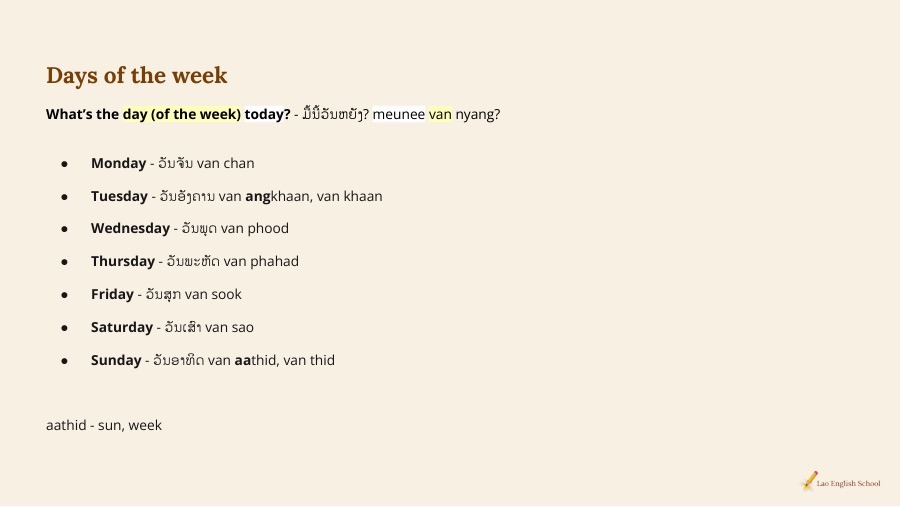 Days of the week
What's the day (of the week) today? - ມື້ນີ້ວັນຫຍັງ? meunee van nyang?
● Monday - ວັນຈັນ van chan
● Tuesday - ວັນອັງຄານ van angkhaan, van khaan
● Wednesday - ວັນພຸດ van phood
● Thursday - ວັນພະຫັດ van phahad
● Friday - ວັນສຸກ van sook
● Saturday - ວັນເສົາ van sao
● Sunday - ວັນອາທິດ van aathid, van thid
aathid - sun, week
Lao English School